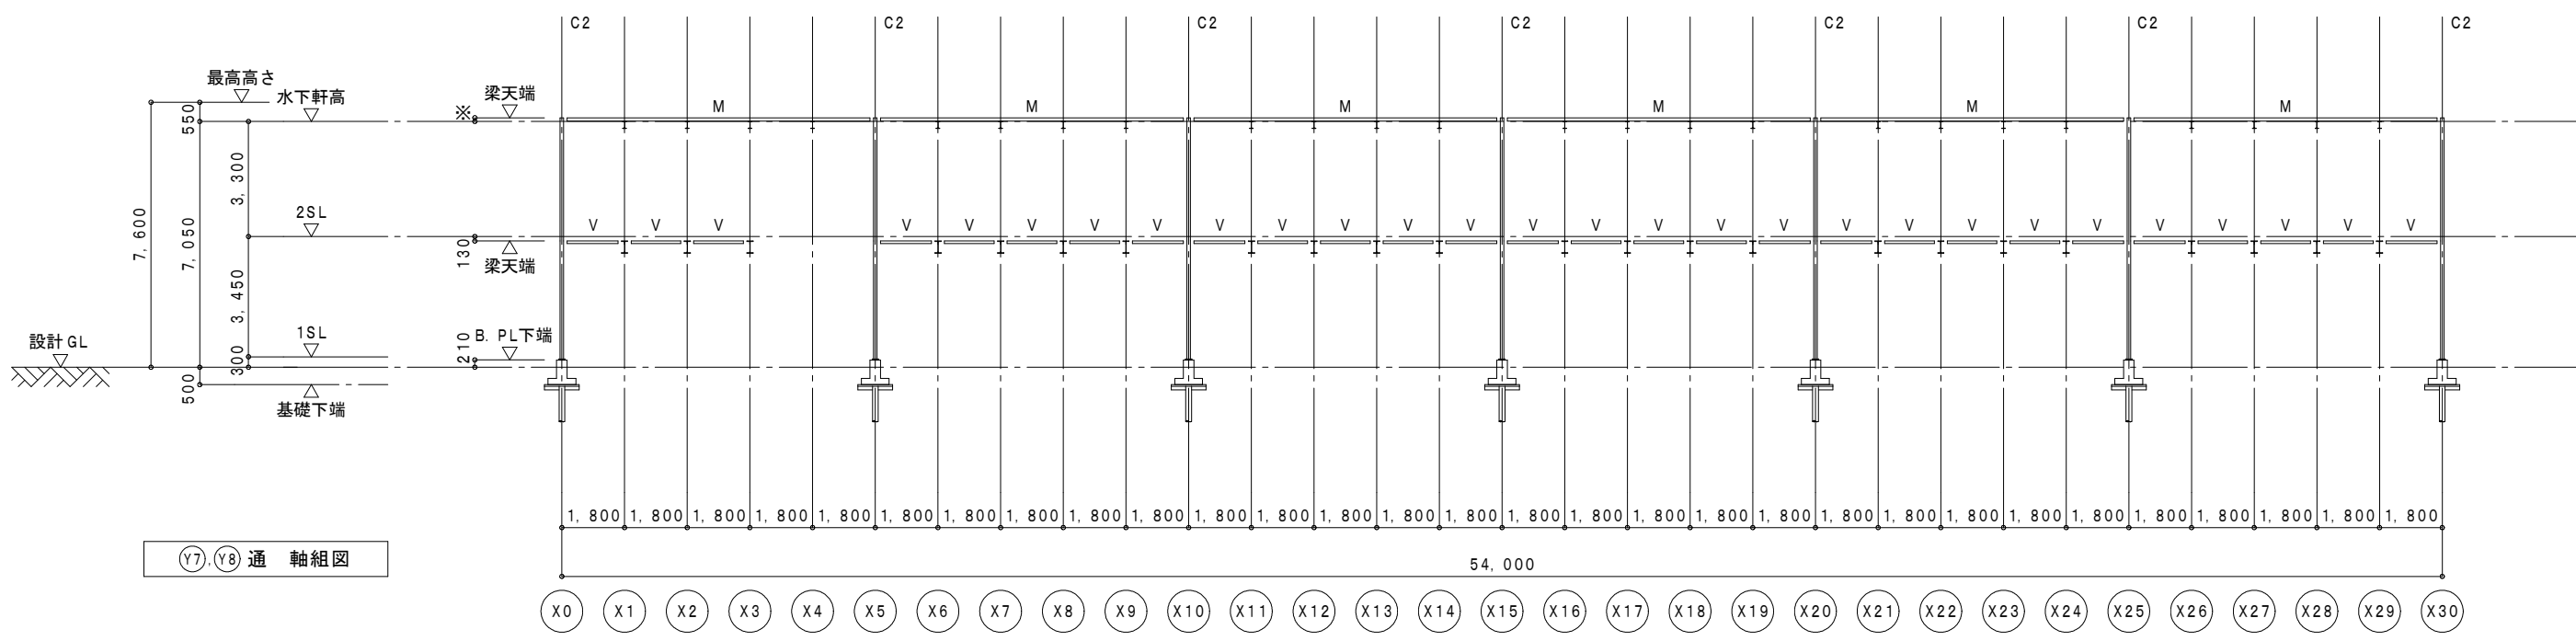 C2 C2 C2 C2 C2 C2 C2
最高高さ
水下軒高
梁天端
※
M M M M M M
550
3,300
7,600
7,050
2SL
130
梁天端
V V V V V V V V V V V V V V V V V V V V V V V V V V V V
3,450
1SL
210
B.PL下端
設計GL
300
500
基礎下端
1,800 1,800 1,800 1,800 1,800 1,800 1,800 1,800 1,800 1,800 1,800 1,800 1,800 1,800 1,800 1,800 1,800 1,800 1,800 1,800 1,800 1,800 1,800 1,800 1,800 1,800 1,800 1,800 1,800 1,800
54,000
Y7,Y8通 軸組図
X0 X1 X2 X3 X4 X5 X6 X7 X8 X9 X10 X11 X12 X13 X14 X15 X16 X17 X18 X19 X20 X21 X22 X23 X24 X25 X26 X27 X28 X29 X30